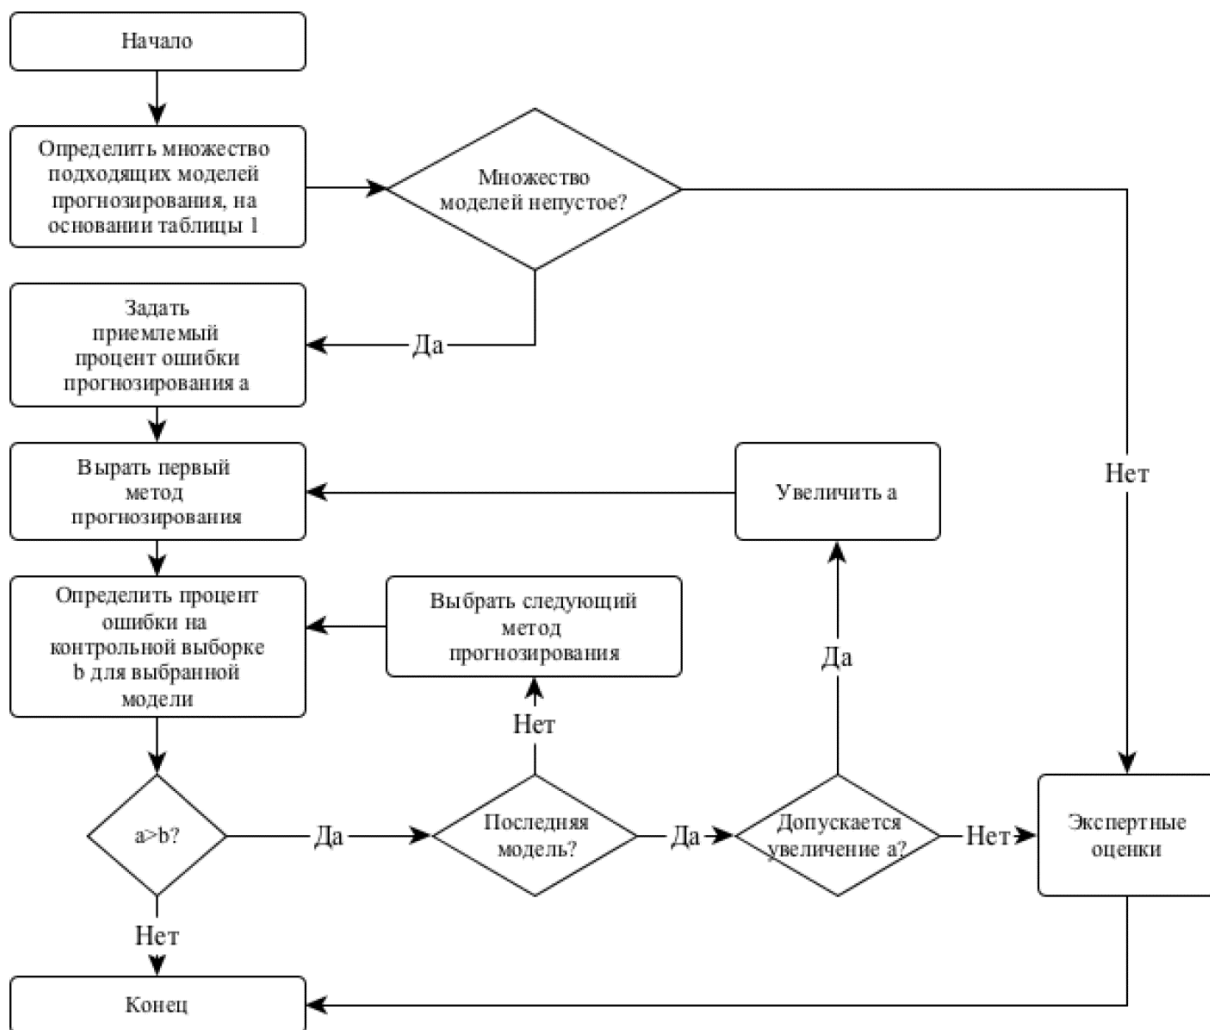 Начало
Определить множество
подходящих моделей
прогнозирования, на
основании таблицы 1
Множество
моделей непустое?
Задать
приемлемый
процент ошибки
прогнозирования а
Да
Нет
Вырать первый
метод
прогнозирования
Увеличить а
Определить процент
ошибки на
контрольной выборке
b для выбранной
модели
Выбрать следующий
метод
прогнозирования
Да
Нет
a>b?
Да
Последняя
модель?
Да
Допускается
увеличение а?
Нет
Экспертные
оценки
Нет
Конец